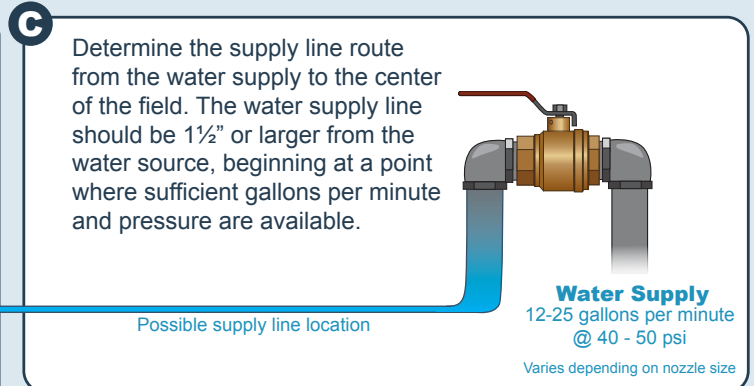 C
Determine the supply line route
from the water supply to the center
of the field. The water supply line
should be 1½” or larger from the
water source, beginning at a point
where sufficient gallons per minute
and pressure are available.
Possible supply line location
Water Supply
12-25 gallons per minute
@ 40 - 50 psi
Varies depending on nozzle size